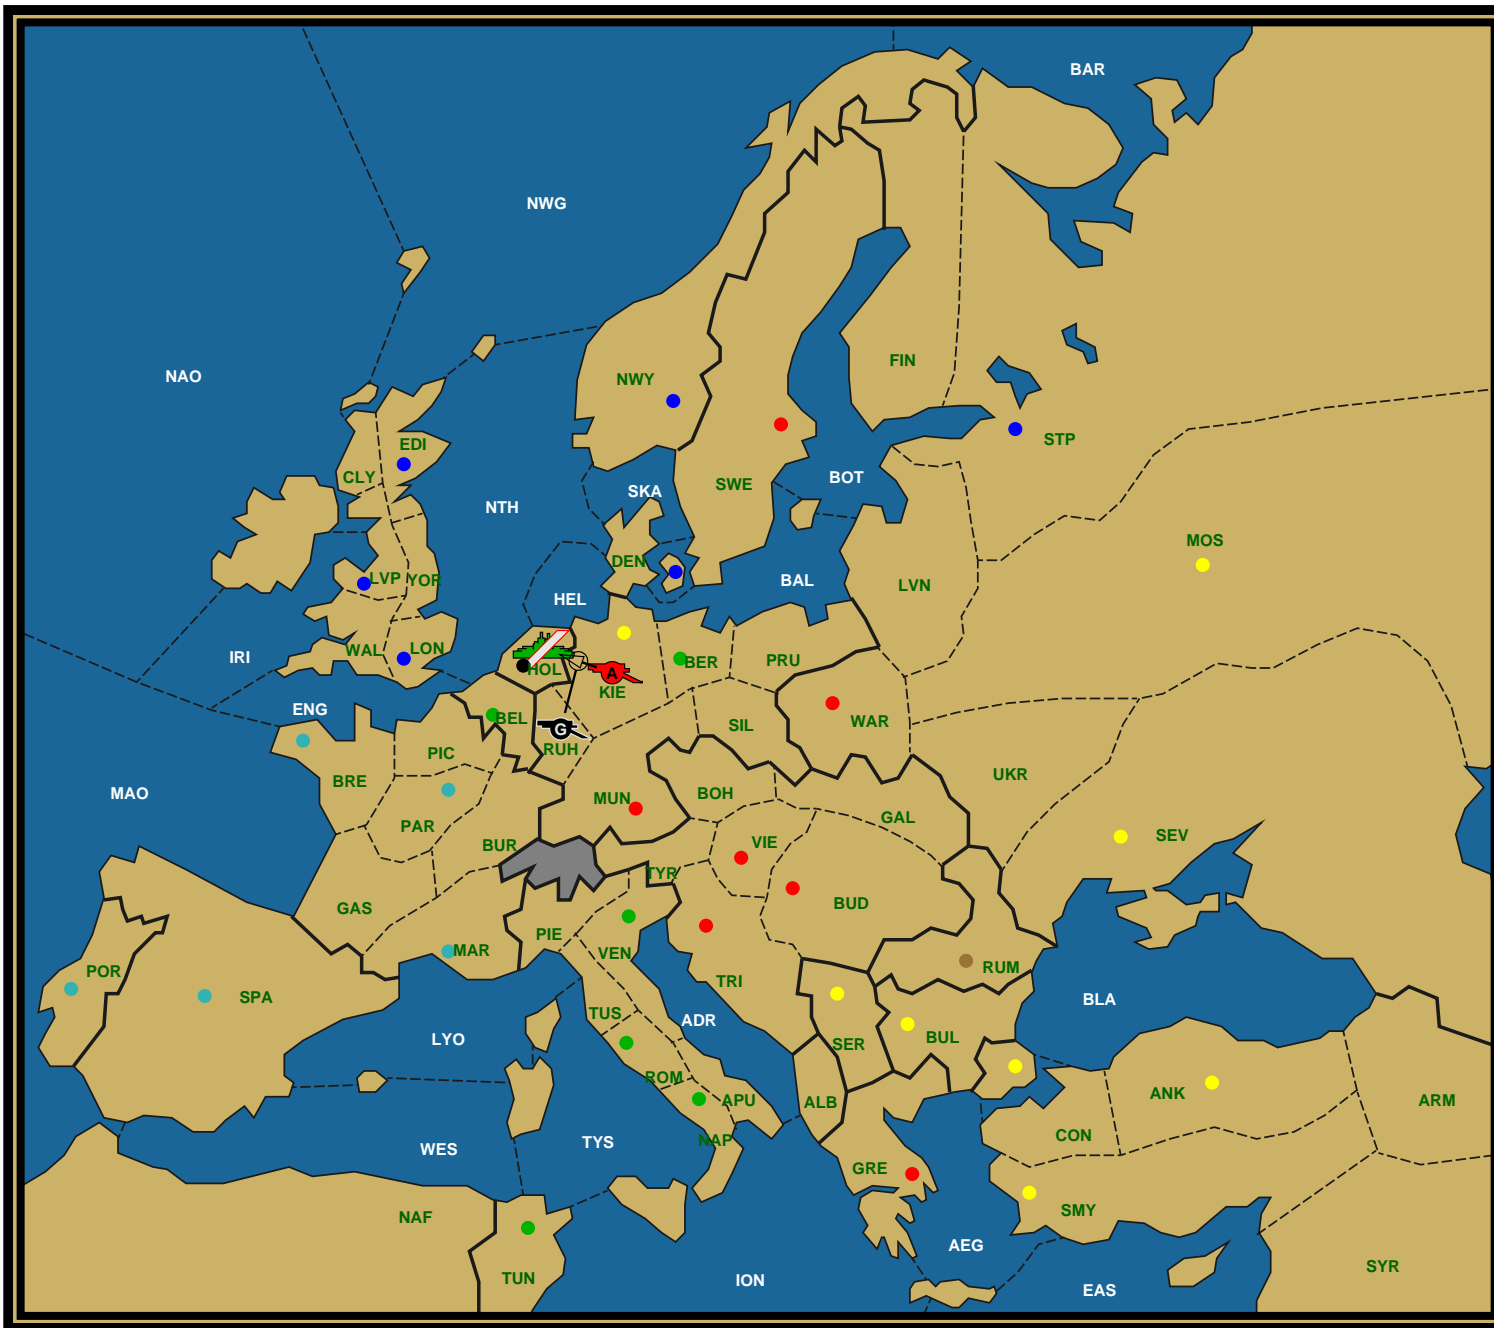 BAR
NWG
NAO
FIN
NWY
STP
EDI
CLY
SWE
BOT
SKA
NTH
MOS
DEN
LVP
YOR
BAL
LVN
HEL
WAL
LON
IRI
HOL
BER
PRU
A
KIE
ENG
BEL
G
RUH
WAR
SIL
PIC
BRE
UKR
MAO
MUN
BOH
PAR
GAL
SEV
BUR
VIE
TYR
BUD
GAS
PIE
MAR
VEN
POR
SPA
RUM
TRI
BLA
TUS
ADR
LYO
BUL
SER
ROM
ANK
APU
ALB
ARM
CON
NAP
TYS
WES
GRE
SMY
NAF
AEG
SYR
TUN
ION
EAS